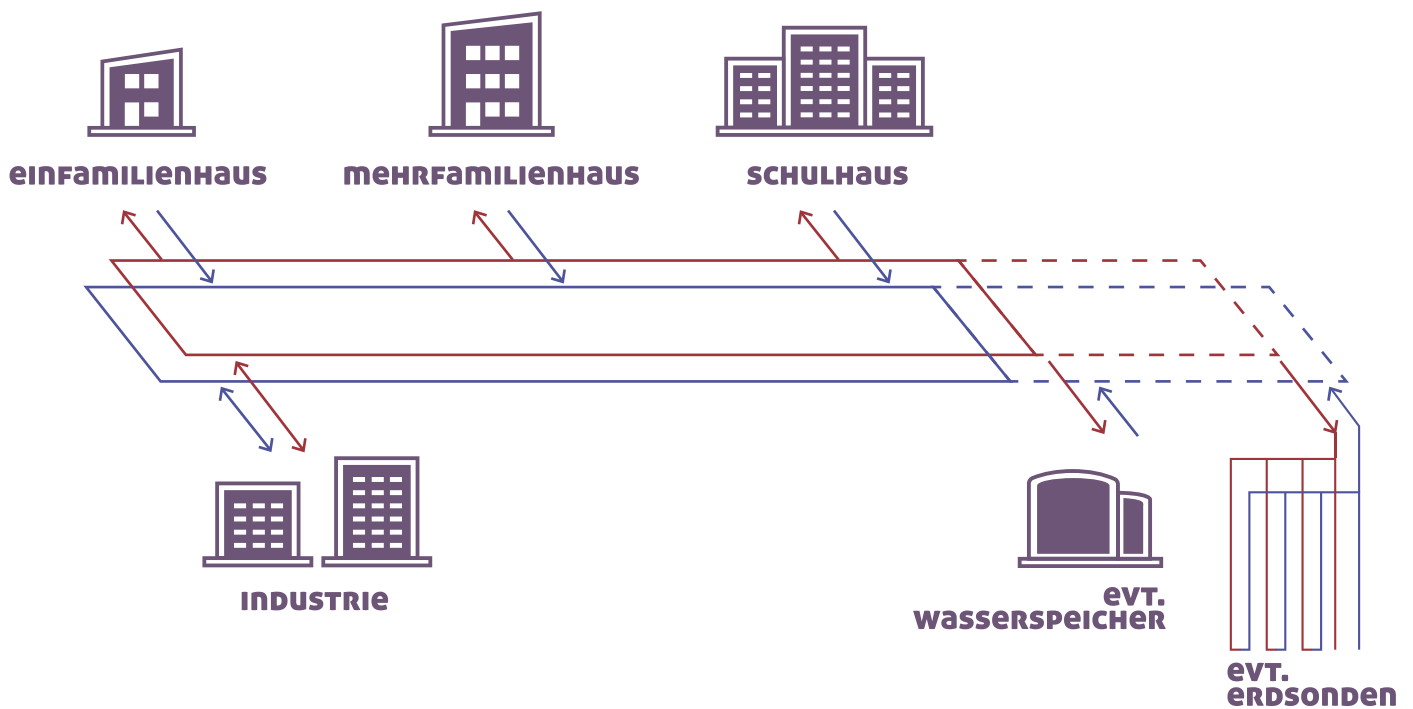 einfamilienhaus
mehrfamilienhaus
schulhaus
industrie
evt.
wasserspeicher
evt.
erdsonden